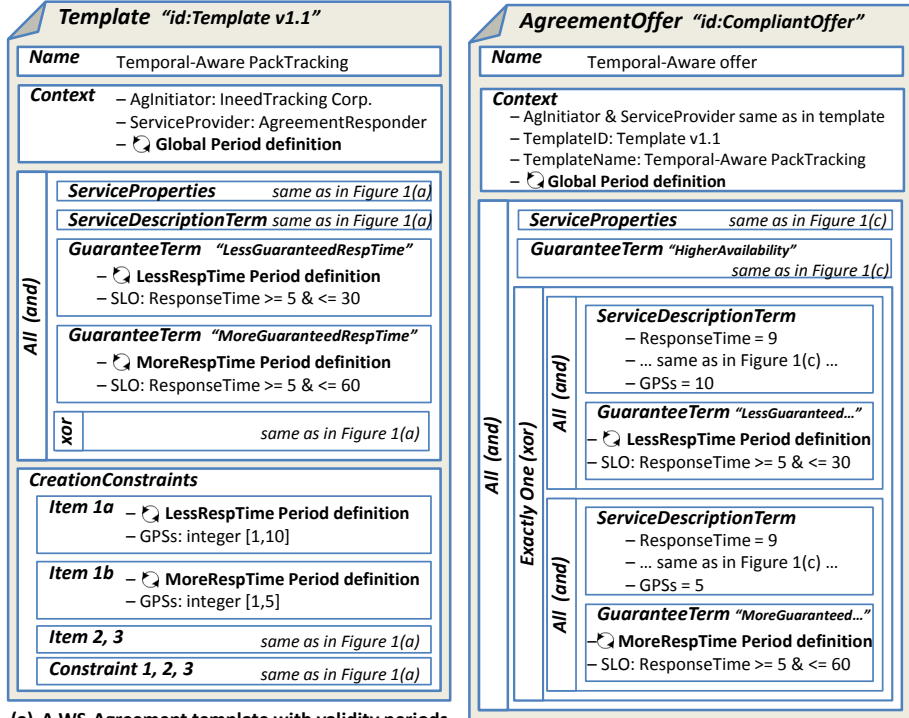 Template "id:Template v1.1"
Name Temporal-Aware PackTracking
Context – AgInitiator: IneedTracking Corp.
– ServiceProvider: AgreementResponder
– Global Period definition
All (and)
ServiceProperties same as in Figure 1(a)
ServiceDescriptionTerm same as in Figure 1(a)
GuaranteeTerm "LessGuaranteedRespTime"
– LessRespTime Period definition
– SLO: ResponseTime >= 5 & <= 30
GuaranteeTerm "MoreGuaranteedRespTime"
– MoreRespTime Period definition
– SLO: ResponseTime >= 5 & <= 60
xor same as in Figure 1(a)
CreationConstraints
Item 1a – LessRespTime Period definition
– GPSs: integer [1,10]
Item 1b – MoreRespTime Period definition
– GPSs: integer [1,5]
Item 2, 3 same as in Figure 1(a)
Constraint 1, 2, 3 same as in Figure 1(a)
(a) A WS-Agreement template with validity periods
AgreementOffer "id:CompliantOffer"
Name Temporal-Aware offer
Context
– AgInitiator & ServiceProvider same as in template
– TemplateID: Template v1.1
– TemplateName: Temporal-Aware PackTracking
– Global Period definition
All (and)
ServiceProperties same as in Figure 1(c)
GuaranteeTerm "HigherAvailability"
same as in Figure 1(c)
Exactly One (xor)
All (and)
ServiceDescriptionTerm
– ResponseTime = 9
– ... same as in Figure 1(c) ...
– GPSs = 10
GuaranteeTerm "LessGuaranteed..."
– LessRespTime Period definition
– SLO: ResponseTime >= 5 & <= 30
All (and)
ServiceDescriptionTerm
– ResponseTime = 9
– ... same as in Figure 1(c) ...
– GPSs = 5
GuaranteeTerm "MoreGuaranteed..."
– MoreRespTime Period definition
– SLO: ResponseTime >= 5 & <= 60